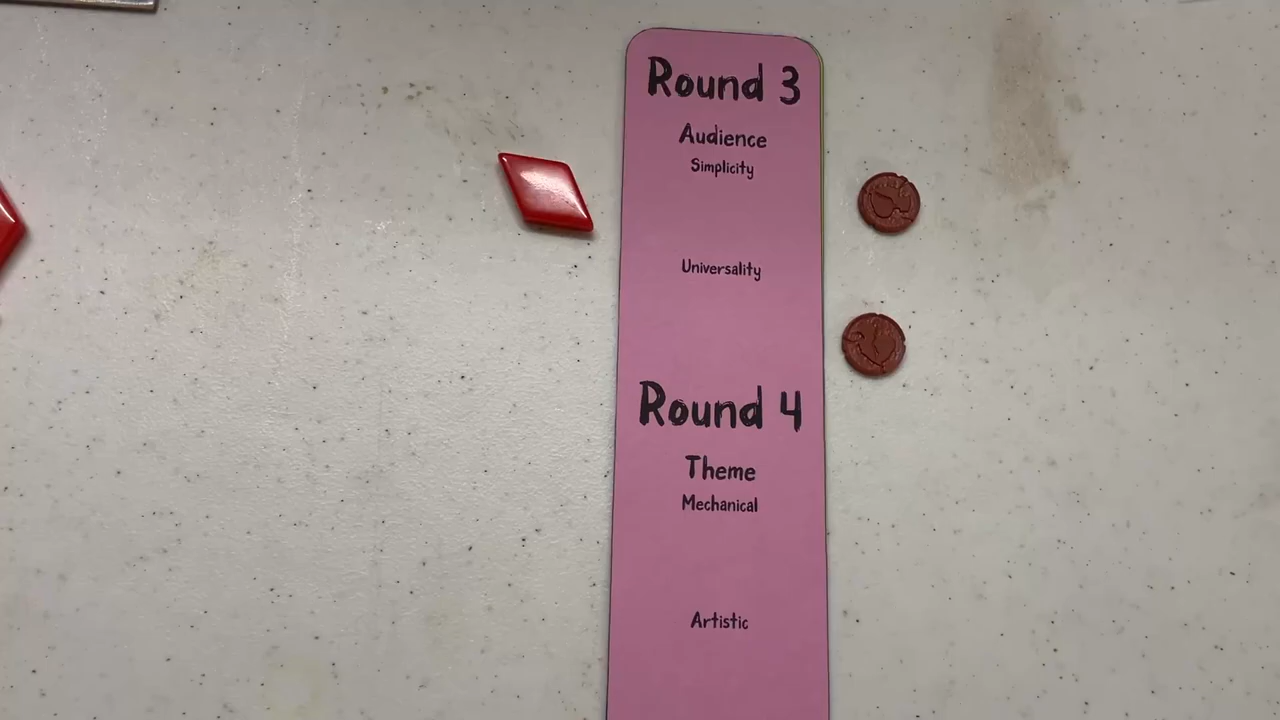 Round 3
Audience
Simplicity
Universality
Round 4
Theme
Mechanical
Artistic